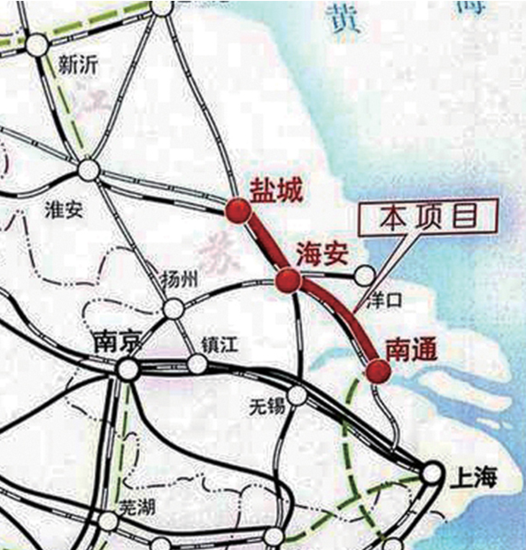 黄
海
新沂
江
盐城
淮安
本项目
苏
海安
扬州
洋口
南京
镇江
南通
无锡
上海
芜湖